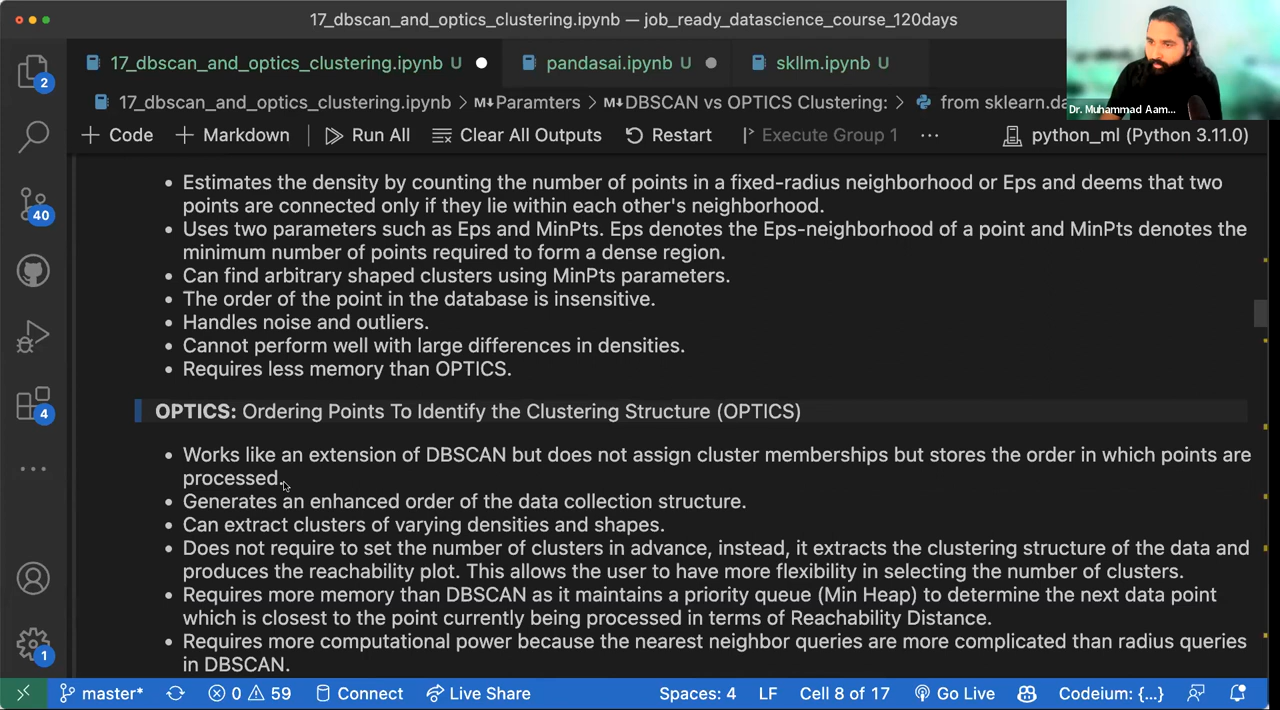 17_dbscan_and_optics_clustering.ipynb — job_ready_datascience_course_120days
17_dbscan_and_optics_clustering.ipynb U
pandasai.ipynb U
skllm.ipynb U
Dr. Muhammad Aam...
17_dbscan_and_optics_clustering.ipynb > M↓Paramters > M↓DBSCAN vs OPTICS Clustering: > from sklearn.da
+ Code + Markdown | Run All Clear All Outputs Restart Execute Group 1 ... python_ml (Python 3.11.0)
• Estimates the density by counting the number of points in a fixed-radius neighborhood or Eps and deems that two
points are connected only if they lie within each other's neighborhood.
• Uses two parameters such as Eps and MinPts. Eps denotes the Eps-neighborhood of a point and MinPts denotes the
minimum number of points required to form a dense region.
• Can find arbitrary shaped clusters using MinPts parameters.
• The order of the point in the database is insensitive.
• Handles noise and outliers.
• Cannot perform well with large differences in densities.
• Requires less memory than OPTICS.
OPTICS: Ordering Points To Identify the Clustering Structure (OPTICS)
• Works like an extension of DBSCAN but does not assign cluster memberships but stores the order in which points are
processed.
• Generates an enhanced order of the data collection structure.
• Can extract clusters of varying densities and shapes.
• Does not require to set the number of clusters in advance, instead, it extracts the clustering structure of the data and
produces the reachability plot. This allows the user to have more flexibility in selecting the number of clusters.
• Requires more memory than DBSCAN as it maintains a priority queue (Min Heap) to determine the next data point
which is closest to the point currently being processed in terms of Reachability Distance.
• Requires more computational power because the nearest neighbor queries are more complicated than radius queries
in DBSCAN.
2
40
4
1
master* 0 59 Connect Live Share Spaces: 4 LF Cell 8 of 17 Go Live Codeium: {...}